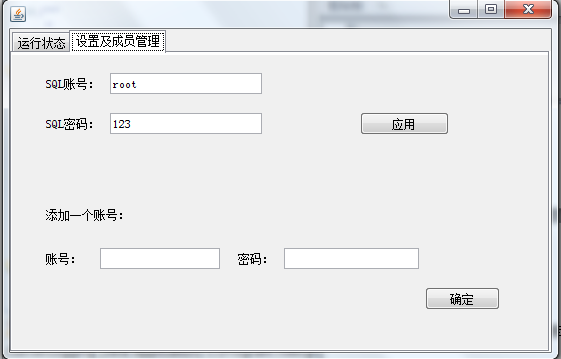 运行状态 设置及成员管理
SQL账号： root
SQL密码： 123 应用
添加一个账号：
账号： 密码：
确定